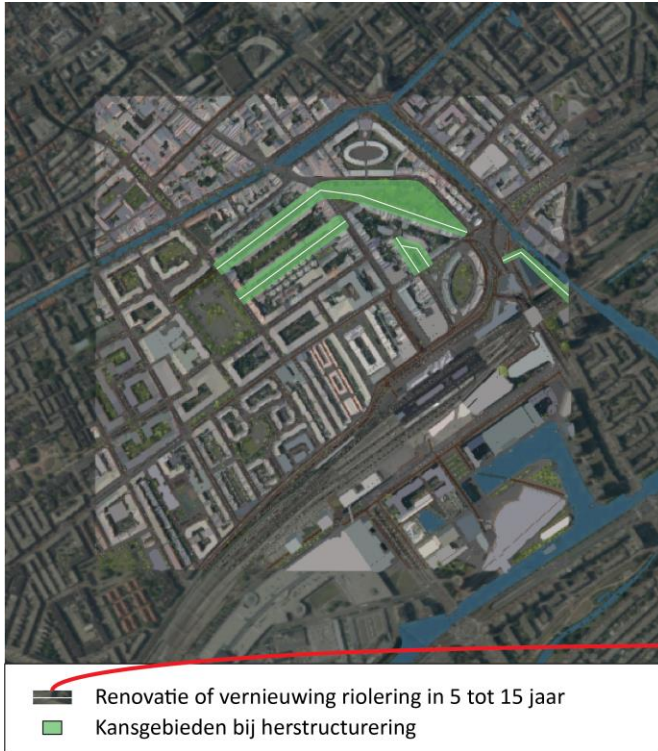 Renovatie of vernieuwing riolering in 5 tot 15 jaar
Kansgebieden bij herstructurering